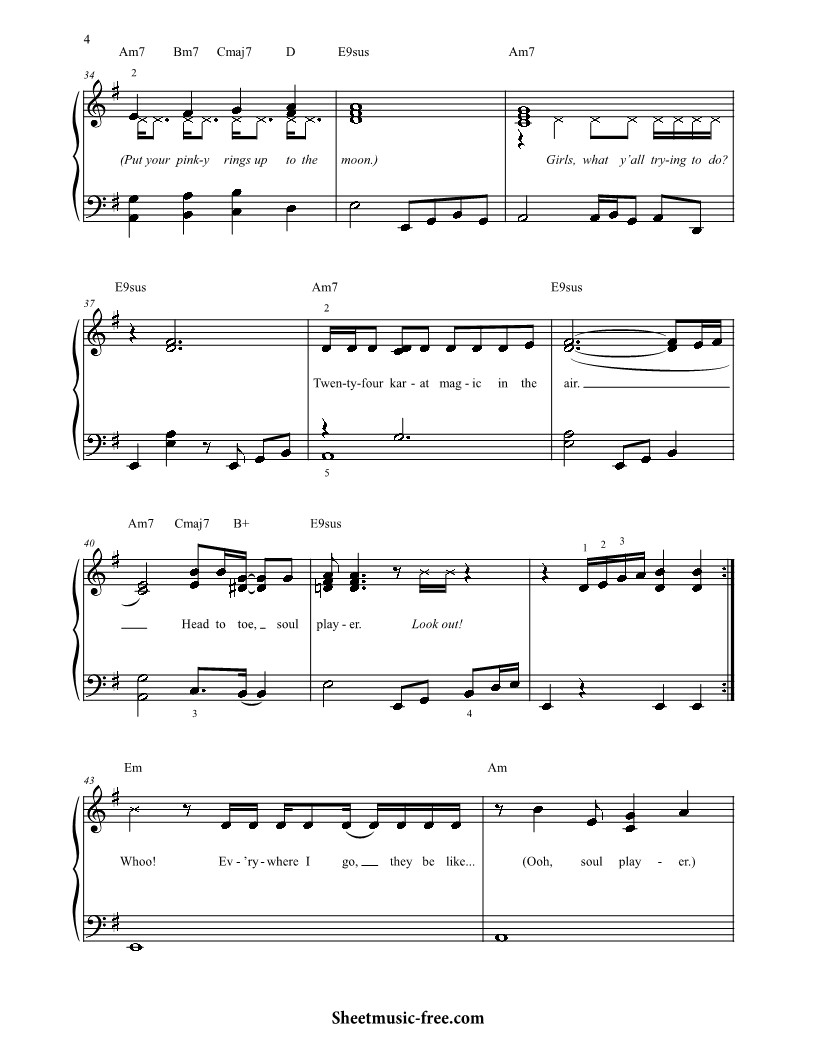 4
Am7 Bm7 Cmaj7 D E9sus Am7
34
2
(Put your pink-y rings up to the moon.) Girls, what y'all try-ing to do?
E9sus Am7 E9sus
37
2
Twen-ty-four kar - at mag - ic in the air.
5
Am7 Cmaj7 B+ E9sus
40
1 2 3
Head to toe, soul play - er. Look out!
3 4
Em Am
43
Whoo! Ev - 'ry - where I go, they be like... (Ooh, soul play - er.)
Sheetmusic-free.com